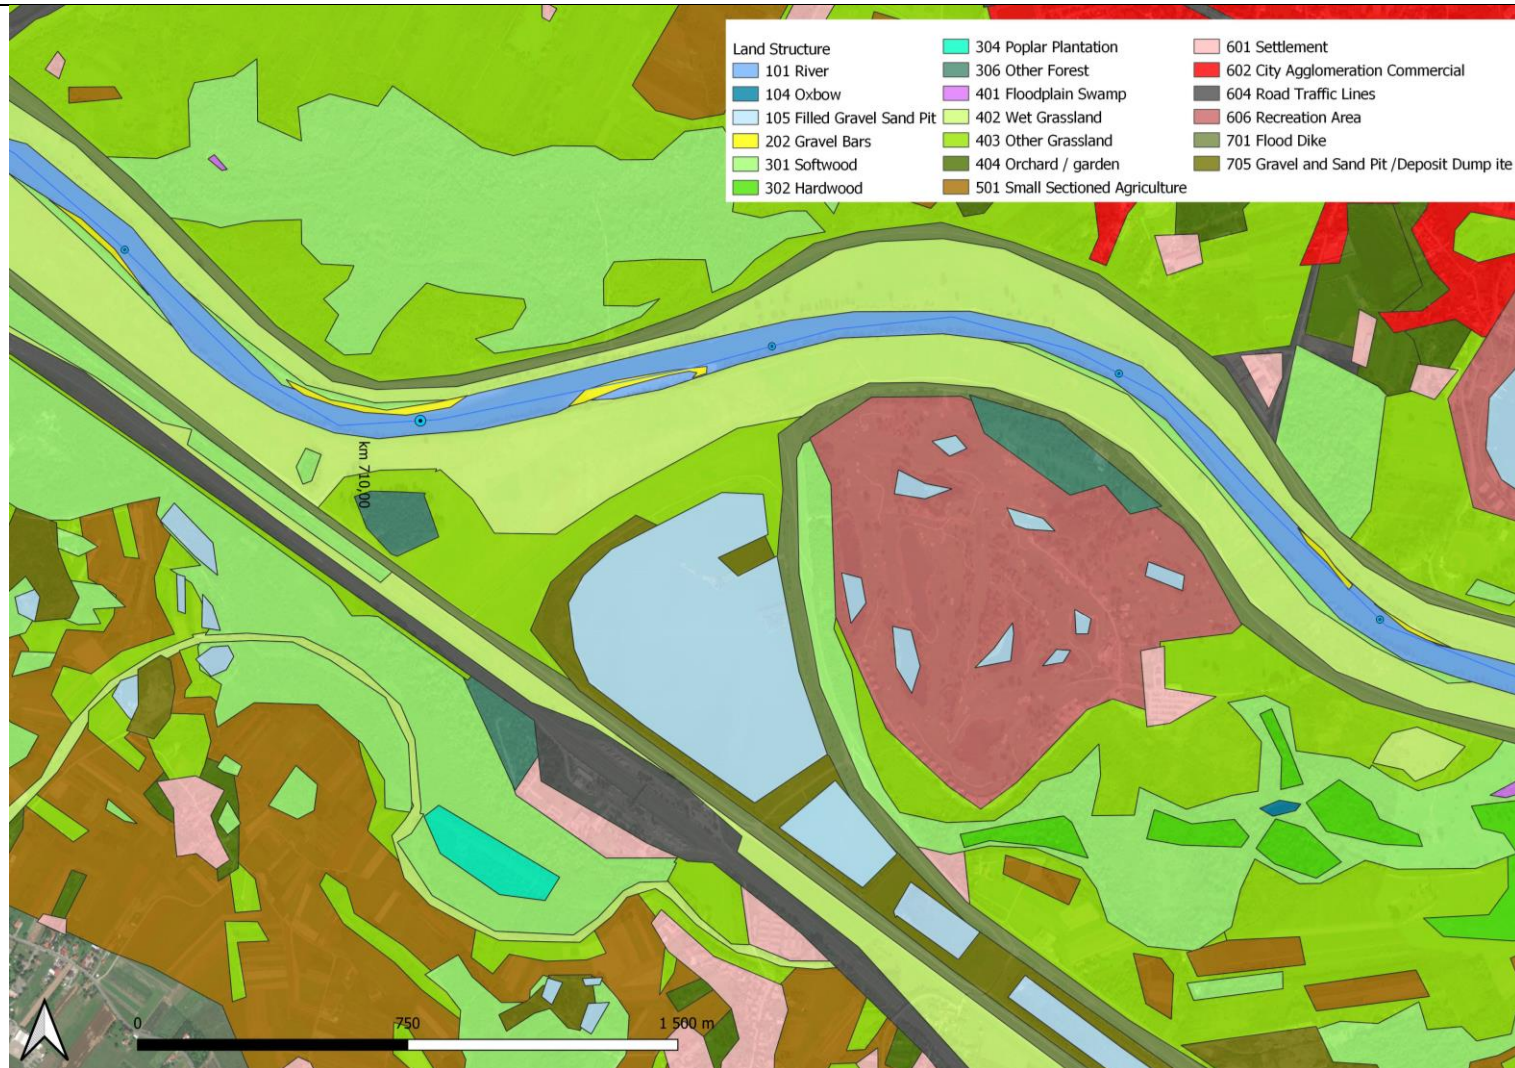 Land Structure
101 River
104 Oxbow
105 Filled Gravel Sand Pit
202 Gravel Bars
301 Softwood
302 Hardwood
304 Poplar Plantation
306 Other Forest
401 Floodplain Swamp
402 Wet Grassland
403 Other Grassland
404 Orchard / garden
501 Small Sectioned Agriculture
601 Settlement
602 City Agglomeration Commercial
604 Road Traffic Lines
606 Recreation Area
701 Flood Dike
705 Gravel and Sand Pit /Deposit Dump ite
km 710,00
0 750 1 500 m